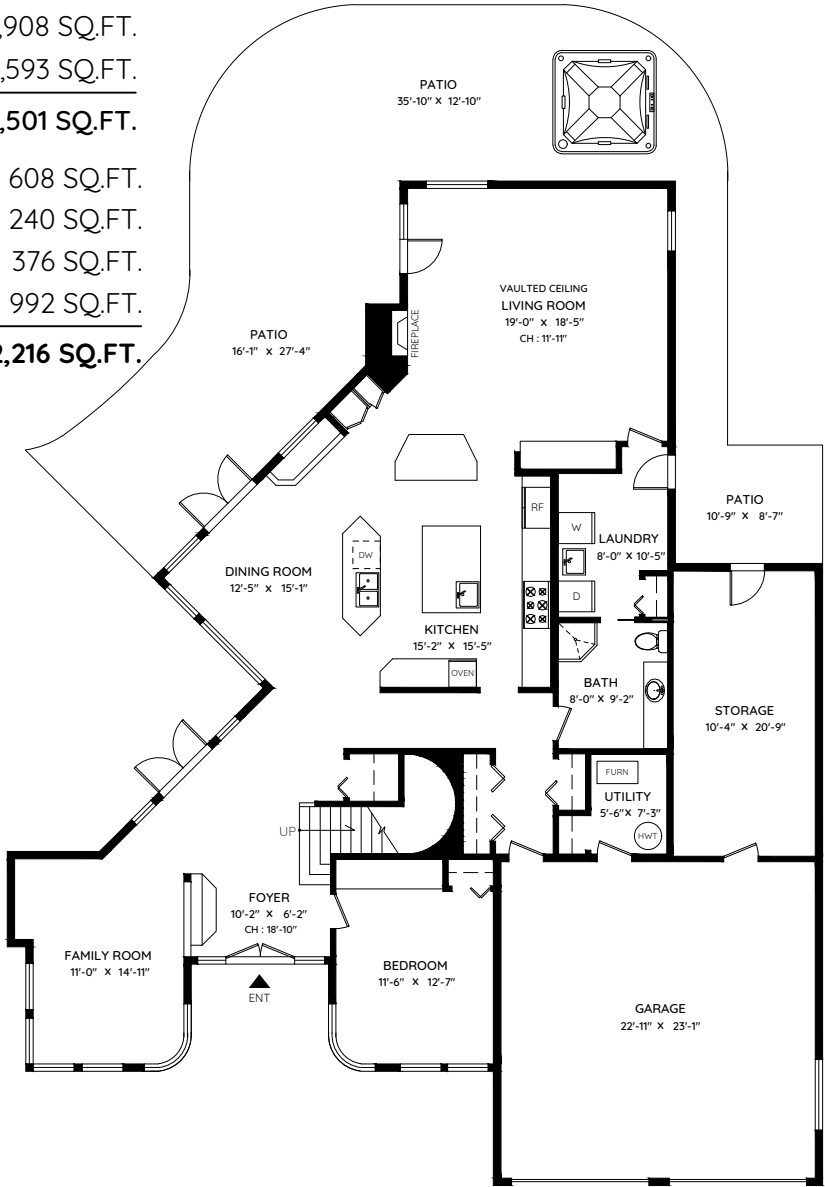 ,908 SQ.FT.
,593 SQ.FT.
,501 SQ.FT.
608 SQ.FT.
240 SQ.FT.
376 SQ.FT.
992 SQ.FT.
2,216 SQ.FT.
PATIO
35'-10" X 12'-10"
VAULTED CEILING
LIVING ROOM
19'-0" x 18'-5"
CH : 11'-11"
FIREPLACE
PATIO
16'-1" x 27'-4"
PATIO
10'-9" x 8'-7"
RF
W
LAUNDRY
8'-0" x 10'-5"
D
DW
DINING ROOM
12'-5" x 15'-1"
KITCHEN
15'-2" x 15'-5"
OVEN
BATH
8'-0" x 9'-2"
STORAGE
10'-4" x 20'-9"
FURN
UTILITY
5'-6"x 7'-3"
HWT
UP
FOYER
10'-2" x 6'-2"
CH : 18'-10"
FAMILY ROOM
11'-0" x 14'-11"
ENT
BEDROOM
11'-6" x 12'-7"
GARAGE
22'-11" x 23'-1"